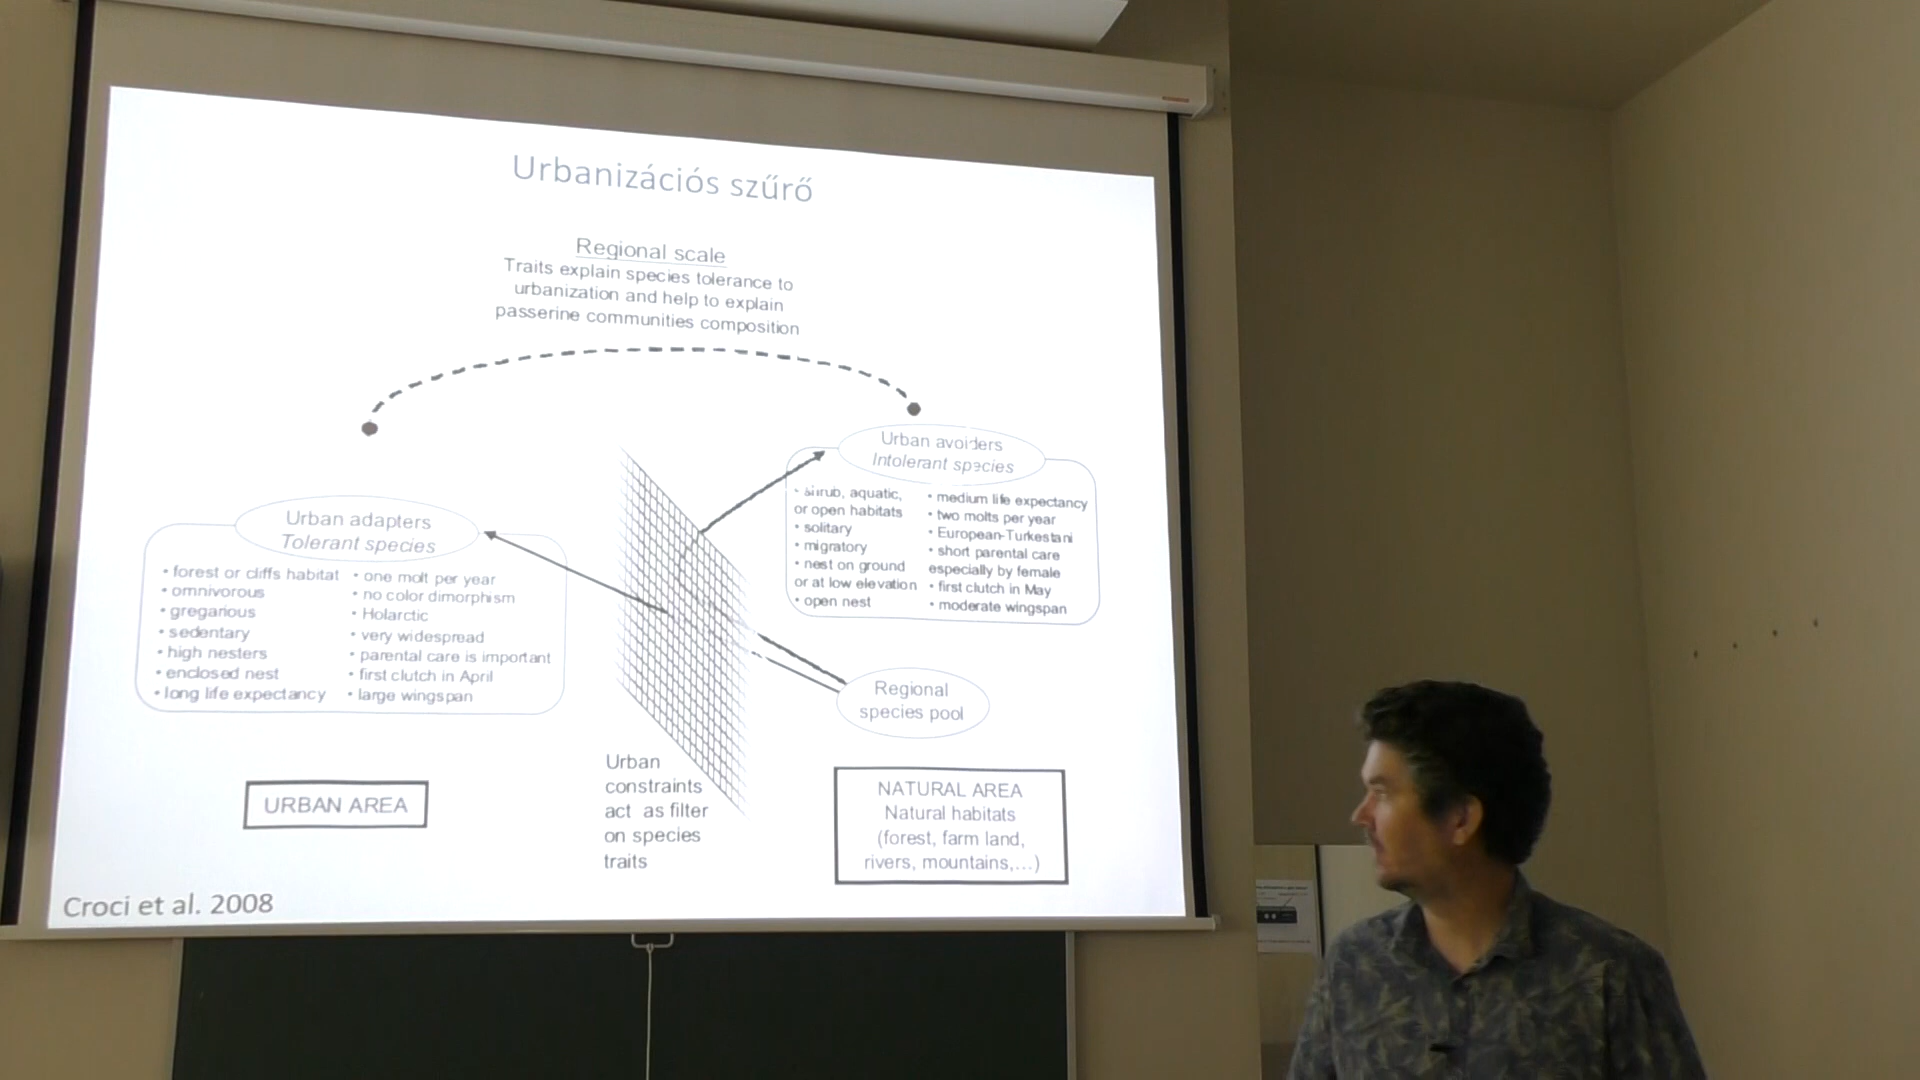 Urbanizációs szűrő
Regional scale
Traits explain species tolerance to
urbanization and help to explain
passerine communities composition
Urban avoiders
Intolerant species
• shrub, aquatic,
or open habitats
• solitary
• migratory
• nest on ground
or at low elevation
• open nest
• medium life expectancy
• two molts per year
• European-Turkestani
• short parental care
especially by female
• first clutch in May
• moderate wingspan
Urban adapters
Tolerant species
• forest or cliffs habitat
• omnivorous
• gregarious
• sedentary
• high nesters
• enclosed nest
• long life expectancy
• one molt per year
• no color dimorphism
• Holarctic
• very widespread
• parental care is important
• first clutch in April
• large wingspan
Regional
species pool
Urban
constraints
act as filter
on species
traits
URBAN AREA
NATURAL AREA
Natural habitats
(forest, farm land,
rivers, mountains,…)
Croci et al. 2008